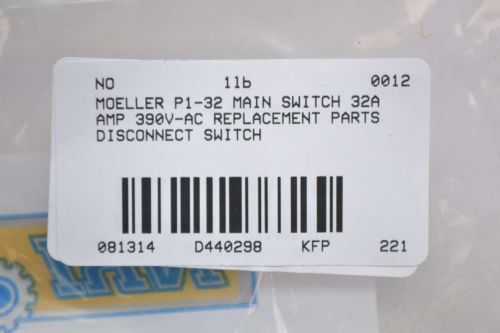 NO 1lb 0012
MOELLER P1-32 MAIN SWITCH 32A
AMP 390V-AC REPLACEMENT PARTS
DISCONNECT SWITCH
081314 D440298 KFP 221